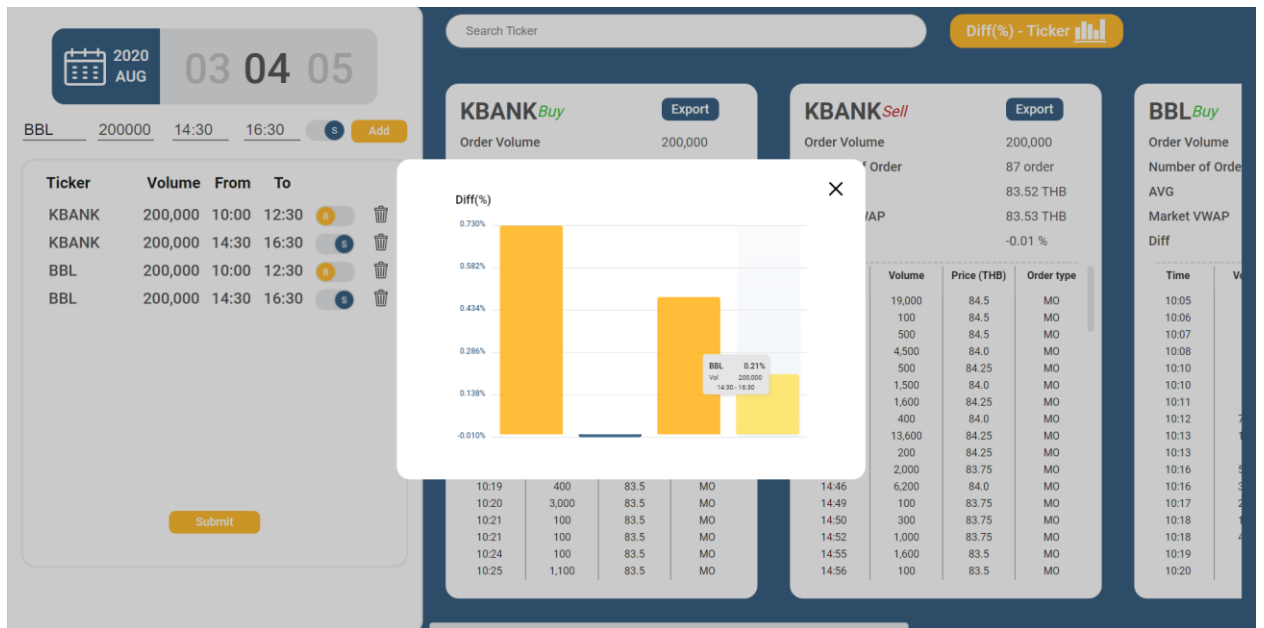 2020
AUG
03 04 05
BBL 200000 14:30 16:30 S Add
Ticker Volume From To
KBANK 200,000 10:00 12:30 B
KBANK 200,000 14:30 16:30 S
BBL 200,000 10:00 12:30 B
BBL 200,000 14:30 16:30 S
Submit
Search Ticker
Diff(%) - Ticker
KBANK Buy Export
Order Volume 200,000
10:19 400 83.5 MO
10:20 3,000 83.5 MO
10:21 100 83.5 MO
10:21 100 83.5 MO
10:24 100 83.5 MO
10:25 1,100 83.5 MO
Diff(%)
0.730%
0.582%
0.434%
0.286%
0.138%
-0.010%
BBL 0.21%
Vol 200,000
14:30 - 16:30
KBANK Sell Export
Order Volume 200,000
Order 87 order
83.52 THB
83.53 THB
-0.01 %
Volume Price (THB) Order type
19,000 84.5 MO
100 84.5 MO
500 84.5 MO
4,500 84.0 MO
500 84.25 MO
1,500 84.0 MO
1,600 84.25 MO
400 84.0 MO
13,600 84.25 MO
200 84.25 MO
2,000 83.75 MO
14:46 6,200 84.0 MO
14:49 100 83.75 MO
14:50 300 83.75 MO
14:52 1,000 83.75 MO
14:55 1,600 83.5 MO
14:56 100 83.5 MO
BBL Buy
Order Volume
Number of Orde
AVG
Market VWAP
Diff
Time
10:05
10:06
10:07
10:08
10:10
10:10
10:11
10:12
10:13
10:13
10:16
10:16
10:17
10:18
10:18
10:19
10:20